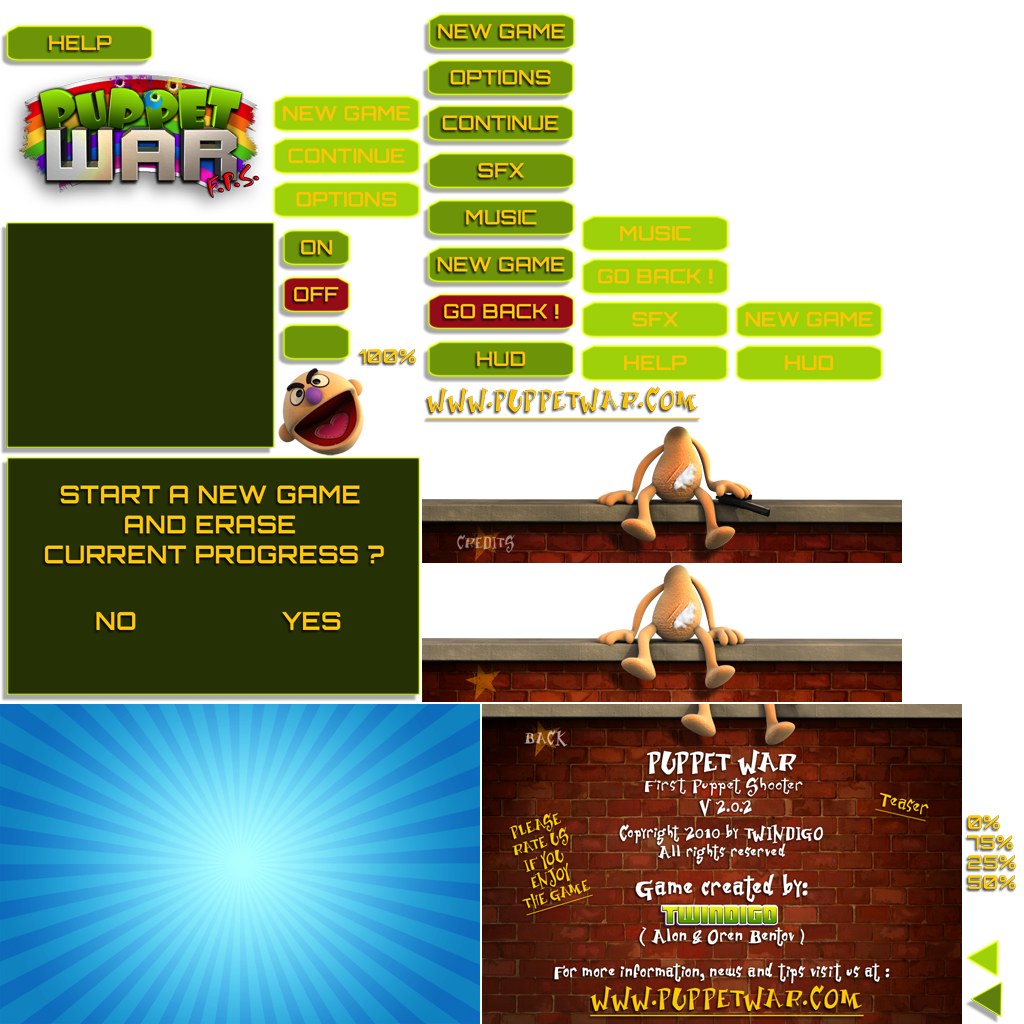 HELP
PUPPET
WAR
F.P.S.
NEW GAME
CONTINUE
OPTIONS
ON
OFF
100%
NEW GAME
OPTIONS
CONTINUE
SFX
MUSIC
NEW GAME
GO BACK !
HUD
MUSIC
GO BACK !
SFX
HELP
NEW GAME
HUD
WWW.PUPPETWAR.COM
START A NEW GAME
AND ERASE
CURRENT PROGRESS ?
NO YES
CREDITS
BACK
PUPPET WAR
First Puppet Shooter
V 2.0.2
Teaser
Copyright 2010 by TWINDIGO
All rights reserved
PLEASE
RATE US
IF YOU
ENJOY
THE GAME
Game created by:
TWINDIGO
( Alon & Oren Bentov )
For more information, news and tips visit us at :
WWW.PUPPETWAR.COM
0%
75%
25%
50%